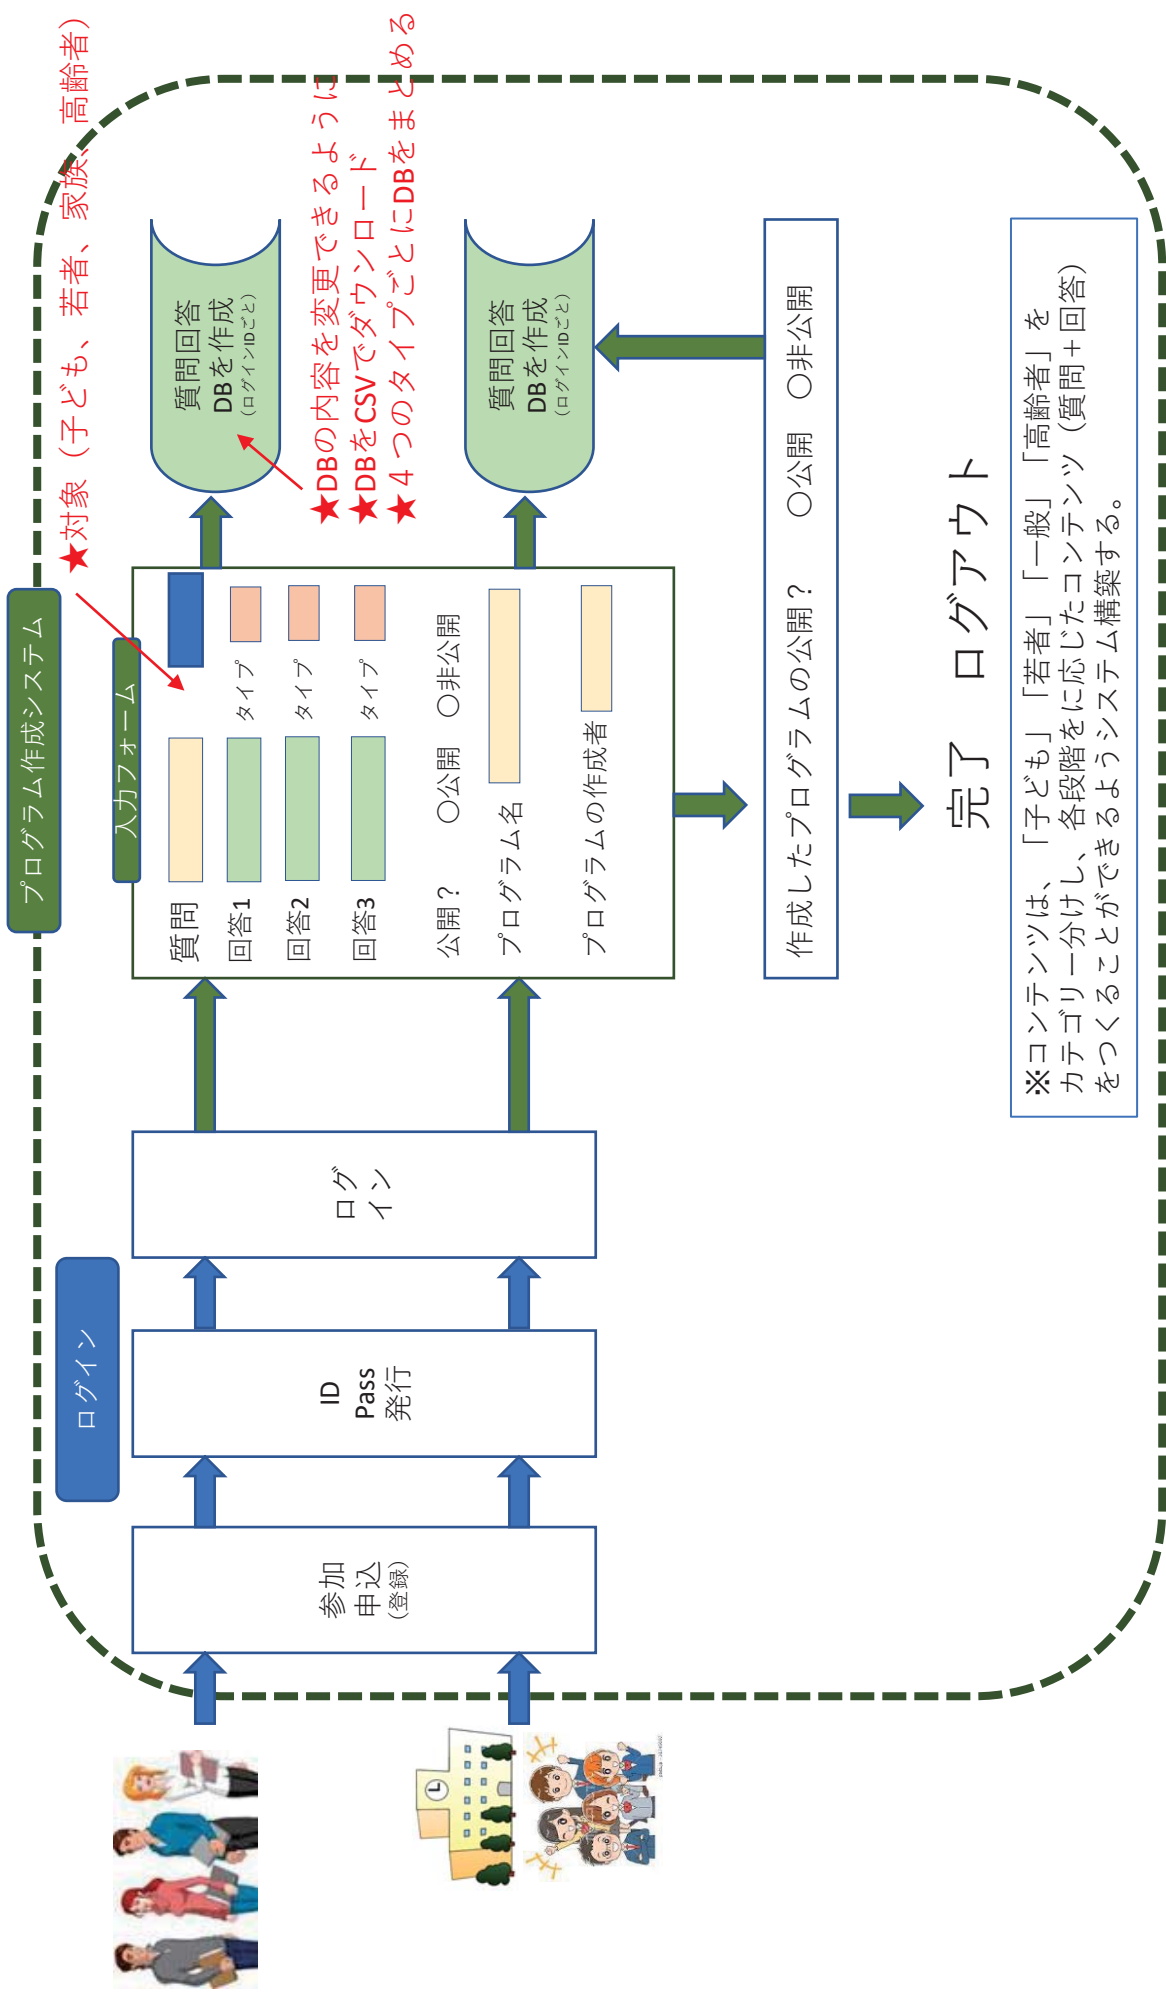 プログラム作成システム
★対象（子ども、若者、家族、高齢者）
ログイン
入力フォーム
参加
申込
(登録)
ID
Pass
発行
ログ
イン
質問
回答1
タイプ
回答2
タイプ
回答3
タイプ
公開？　〇公開　〇非公開
プログラム名
プログラムの作成者
質問回答
DBを作成
(ログインIDごと)
★DBの内容を変更できるように
★DBをCSVでダウンロード
★４つのタイプごとにDBをまとめる
質問回答
DBを作成
(ログインIDごと)
作成したプログラムの公開？　〇公開　〇非公開
完了　ログアウト
※コンテンツは、「子ども」「若者」「一般」「高齢者」を
カテゴリー分けし、各段階をに応じたコンテンツ（質問＋回答）
をつくることができるようシステム構築する。